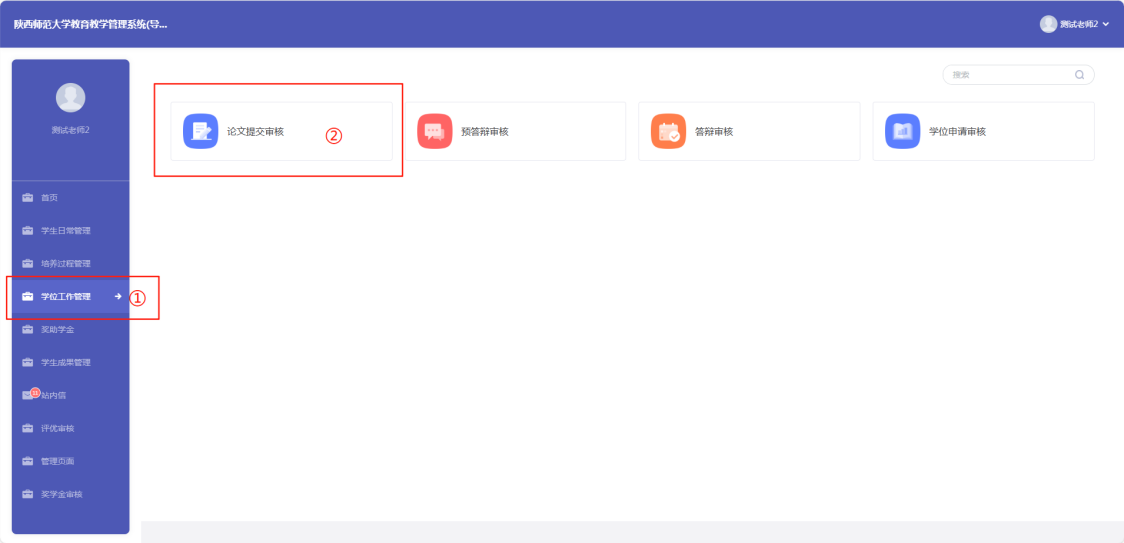 陕西师范大学教育教学管理系统(导...
测试老师2
测试老师2
搜索
论文提交审核
②
预答辩审核
答辩审核
学位申请审核
首页
学生日常管理
培养过程管理
学位工作管理
①
奖助学金
学生成果管理
站内信
评优审核
管理页面
奖学金审核